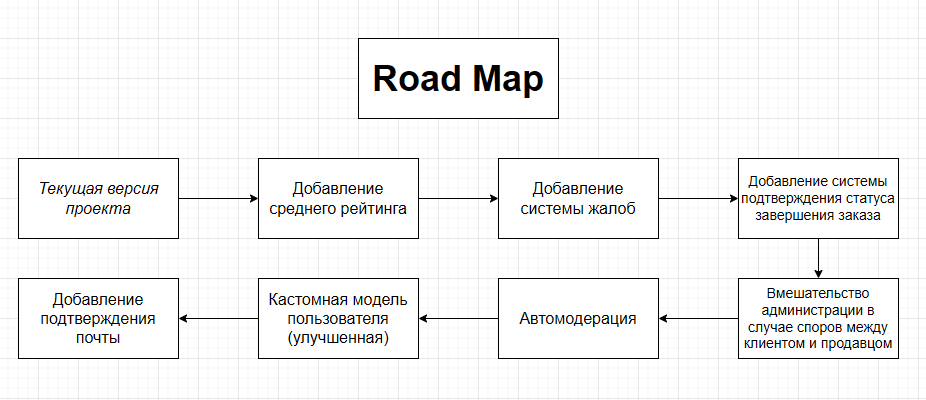 Road Map
Текущая версия
проекта
Добавление
среднего рейтинга
Добавление
системы жалоб
Добавление системы
подтверждения статуса
завершения заказа
Вмешательство
администрации в
случае споров между
клиентом и продавцом
Автомодерация
Кастомная модель
пользователя
(улучшенная)
Добавление
подтверждения
почты